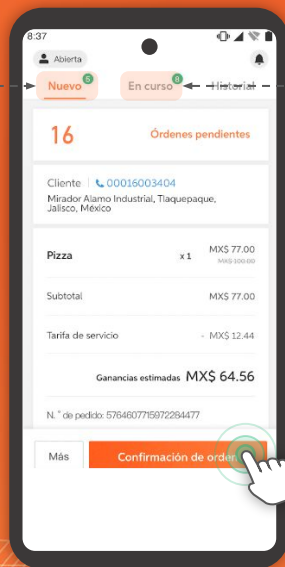 8:37
Abierta
Nuevo 5 En curso 8 Historial
16 Órdenes pendientes
Cliente 00016003404
Mirador Alamo Industrial, Tlaquepaque,
Jalisco, México
Pizza x 1 MX$ 77.00
MX$ 100.00
Subtotal MX$ 77.00
Tarifa de servicio - MX$ 12.44
Ganancias estimadas MX$ 64.56
N. ° de pedido: 5764607715972284477
Más Confirmación de orden